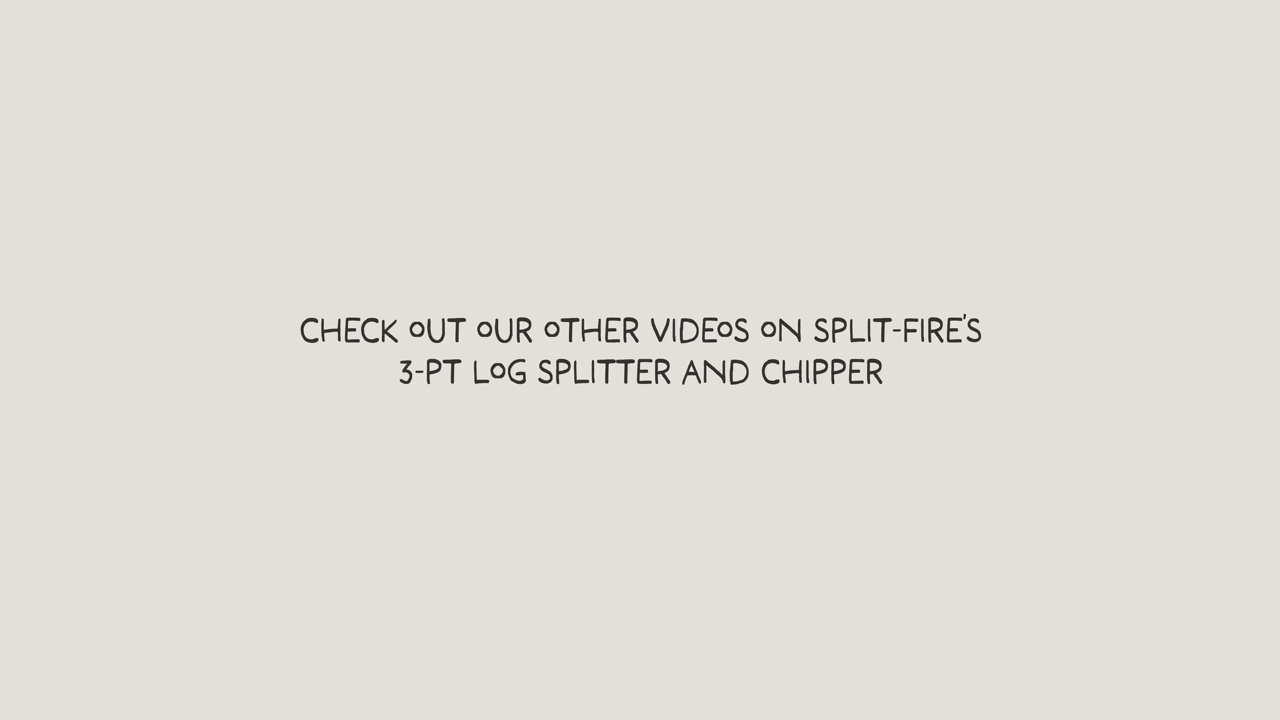 CHECK OUT OUR OTHER VIDEOS ON SPLIT-FIRE'S
3-PT LOG SPLITTER AND CHIPPER